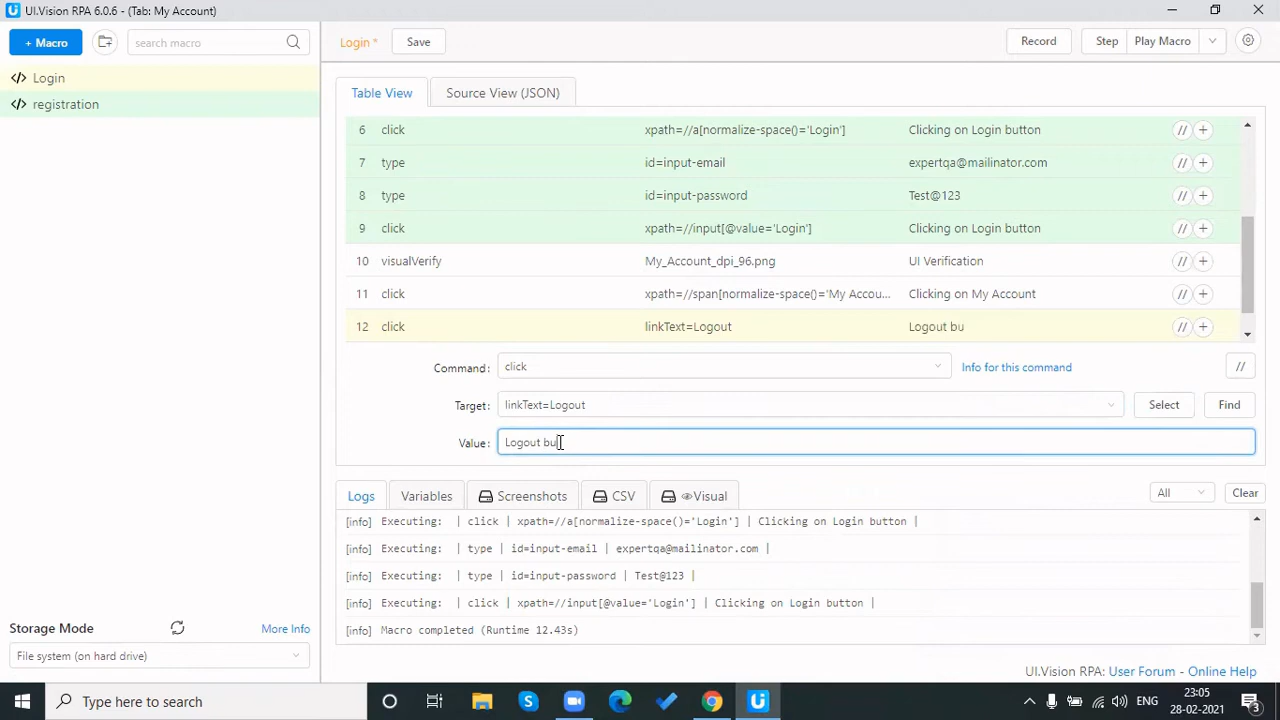 UI.Vision RPA 6.0.6 - (Tab: My Account)
+ Macro
search macro
Login *
Save
Record
Step
Play Macro
Login
registration
Table View
Source View (JSON)
6 click xpath=//a[normalize-space()='Login'] Clicking on Login button // +
7 type id=input-email expertqa@mailinator.com // +
8 type id=input-password Test@123 // +
9 click xpath=//input[@value='Login'] Clicking on Login button // +
10 visualVerify My_Account_dpi_96.png UI Verification // +
11 click xpath=//span[normalize-space()='My Accou... Clicking on My Account // +
12 click linkText=Logout Logout bu // +
Command: click Info for this command //
Target: linkText=Logout Select Find
Value: Logout bu
Logs Variables Screenshots CSV Visual All Clear
[info] Executing: | click | xpath=//a[normalize-space()='Login'] | Clicking on Login button |
[info] Executing: | type | id=input-email | expertqa@mailinator.com |
[info] Executing: | type | id=input-password | Test@123 |
[info] Executing: | click | xpath=//input[@value='Login'] | Clicking on Login button |
[info] Macro completed (Runtime 12.43s)
Storage Mode
More Info
File system (on hard drive)
UI.Vision RPA: User Forum - Online Help
Type here to search
ENG
23:05
28-02-2021
3